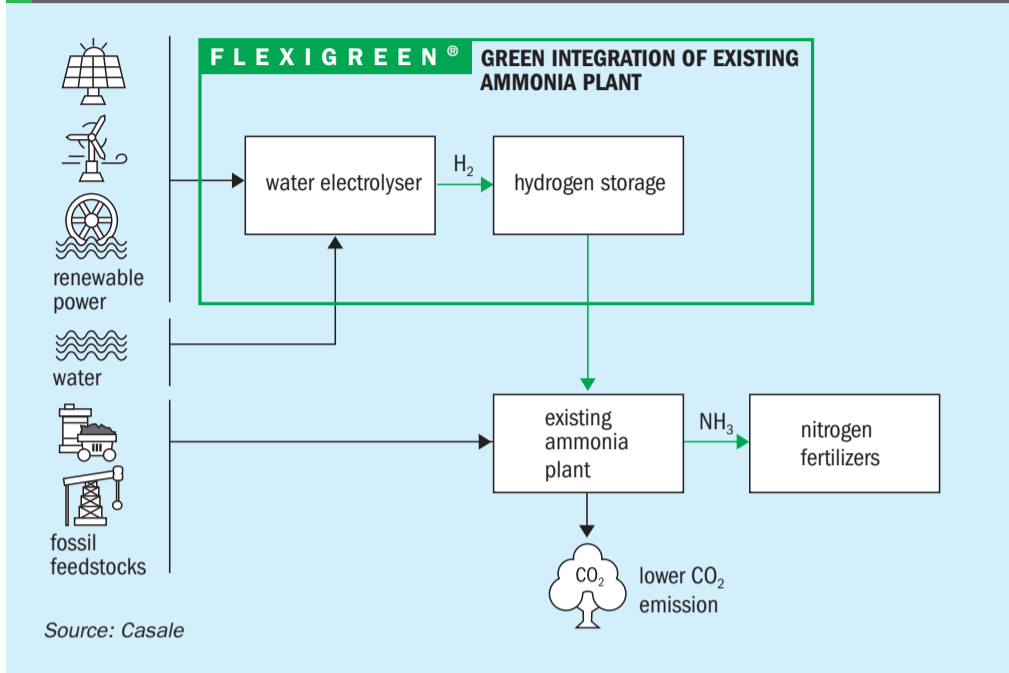 FLEXIGREEN®
GREEN INTEGRATION OF EXISTING
AMMONIA PLANT
water electrolyser
H₂
hydrogen storage
renewable
power
water
existing
ammonia
plant
NH₃
nitrogen
fertilizers
fossil
feedstocks
CO₂
lower CO₂
emission
Source: Casale